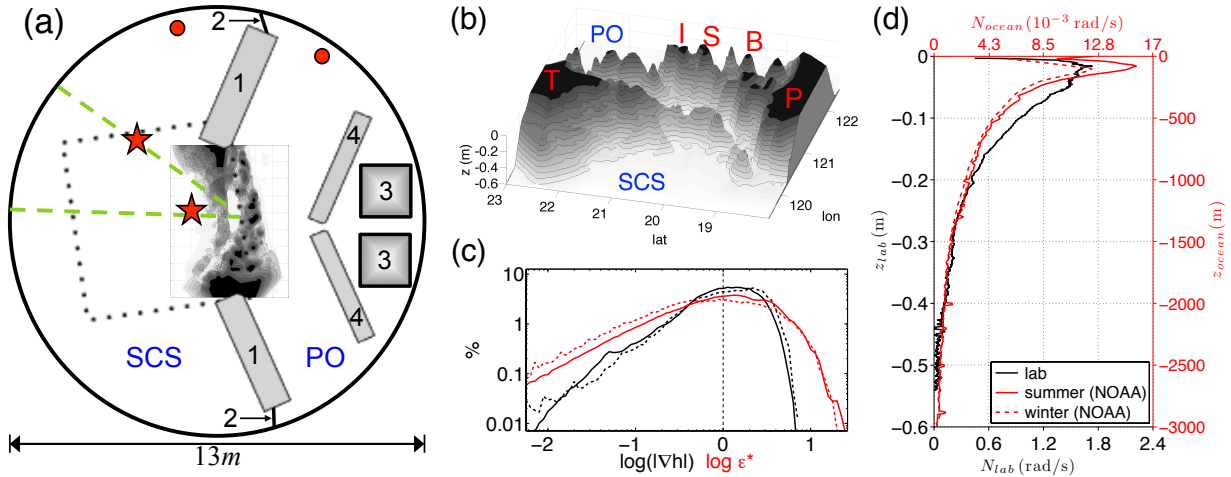 (a)
2
1
4
3
3
4
1
2
SCS
PO
13m
(b)
PO
I
S
B
T
P
SCS
z (m)
0
-0.2
-0.4
-0.6
23
22
21
20
19
lat
120
121
122
lon
(c)
%
10
1
0.1
0.01
-2
-1
0
1
log(|∇h|)
log ε*
(d)
N_ocean (10⁻³ rad/s)
0
4.3
8.5
12.8
17
z_lab (m)
0
−0.1
−0.2
−0.3
−0.4
−0.5
−0.6
0
−500
−1000
−1500
−2000
−2500
−3000
z_ocean (m)
lab
summer (NOAA)
winter (NOAA)
0
0.6
1.2
1.8
2.4
N_lab (rad/s)